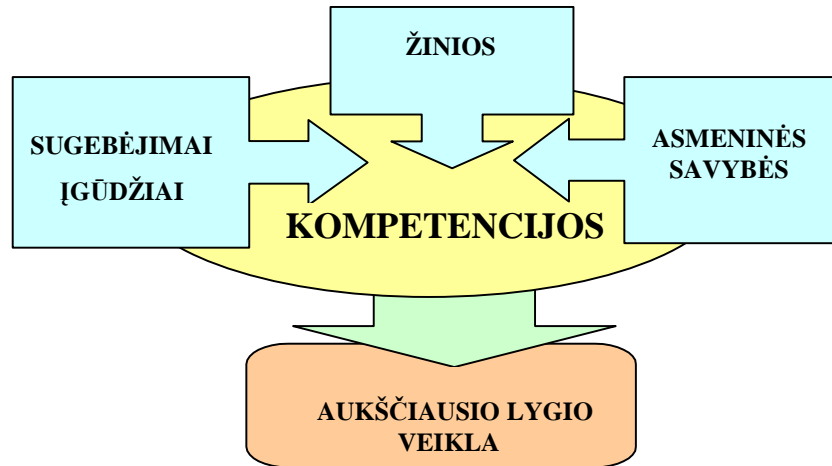 ŽINIOS
SUGEBĖJIMAI
ĮGŪDŽIAI
ASMENINĖS
SAVYBĖS
KOMPETENCIJOS
AUKŠČIAUSIO LYGIO
VEIKLA